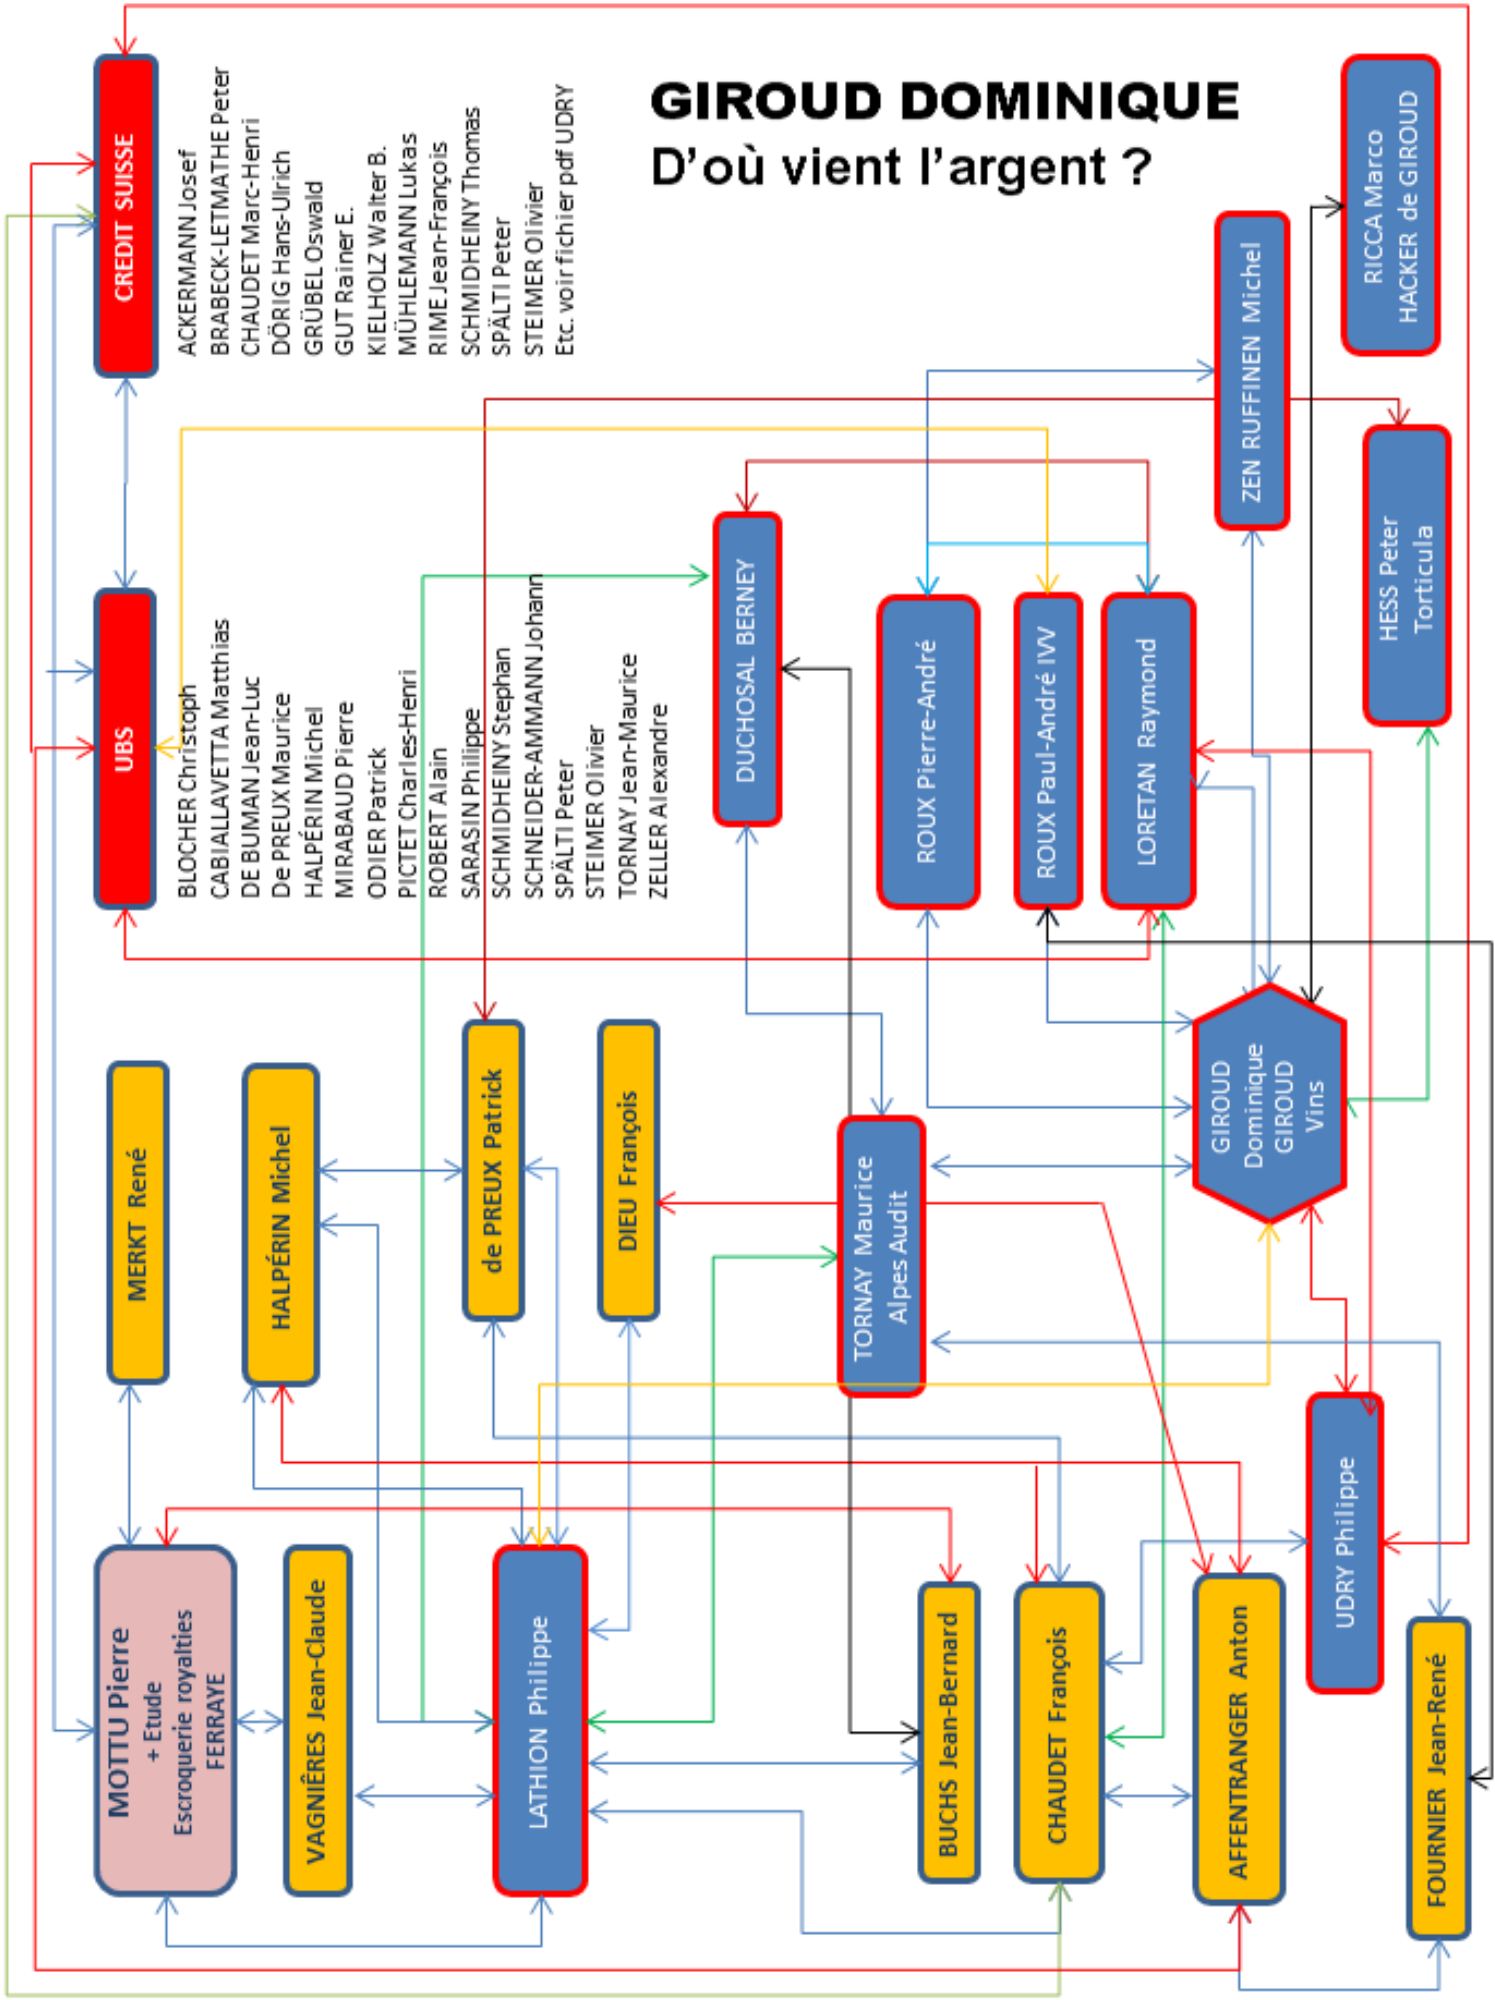 GIROUD DOMINIQUE
D'où vient l'argent ?
CREDIT SUISSE
ACKERMANN Josef
BRABECK-LETMATHE Peter
CHAUDET Marc-Henri
DÖRIG Hans-Ulrich
GRÜBEL Oswald
GUT Rainer E.
KIELHOLZ Walter B.
MÜHLEMANN Lukas
RIME Jean-François
SCHMIDHEINY Thomas
SPÄLTI Peter
STEIMER Olivier
Etc. voir fichier pdf UDRY
UBS
BLOCHER Christoph
CABIALLAVETTA Matthias
DE BUMAN Jean-Luc
De PREUX Maurice
HALPÉRIN Michel
MIRABAUD Pierre
ODIER Patrick
PICTET Charles-Henri
ROBERT Alain
SARASIN Philippe
SCHMIDHEINY Stephan
SCHNEIDER-AMMANN Johann
SPÄLTI Peter
STEIMER Olivier
TORNAY Jean-Maurice
ZELLER Alexandre
MERKT René
HALPÉRIN Michel
de PREUX Patrick
DIEU François
MOTTU Pierre
+ Etude
Escroquerie royalties
FERRAYE
VAGNIÈRES Jean-Claude
LATHION Philippe
BUCHS Jean-Bernard
CHAUDET François
AFFENTRANGER Anton
FOURNIER Jean-René
UDRY Philippe
TORNAY Maurice
Alpes Audit
GIROUD
Dominique
GIROUD
Vins
DUCHOSAL BERNEY
ROUX Pierre-André
ROUX Paul-André IVV
LORETAN Raymond
ZEN RUFFINEN Michel
HESS Peter
Torticula
RICCA Marco
HACKER de GIROUD